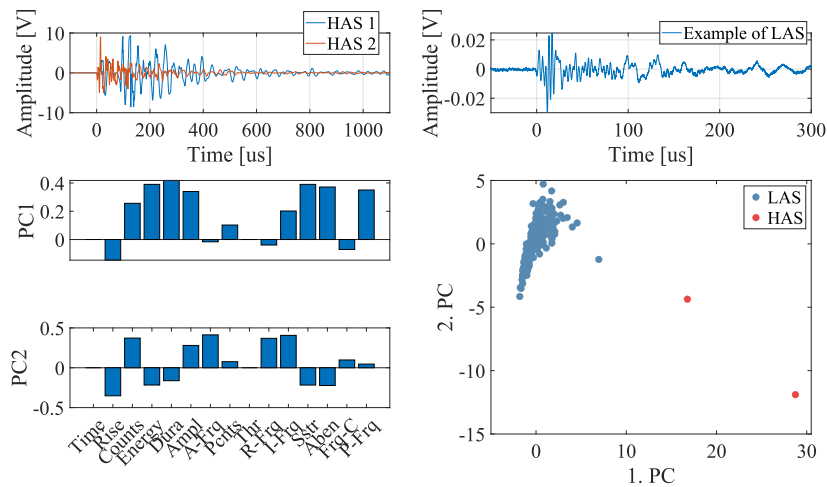 HAS 1
HAS 2
Amplitude [V]
10
0
-10
0
200
400
600
800
1000
Time [us]
Example of LAS
Amplitude [V]
0.02
0
-0.02
0
100
200
300
Time [us]
PC1
0.4
0.2
0
PC2
0.5
0
-0.5
Time
Rise
Counts
Energy
Dura
Ampl
A-Frq
Pcnts
Thr
R-Frq
I-Frq
Sstr
Aben
Frq-C
P-Frq
LAS
HAS
2. PC
5
0
-5
-10
-15
0
10
20
30
1. PC